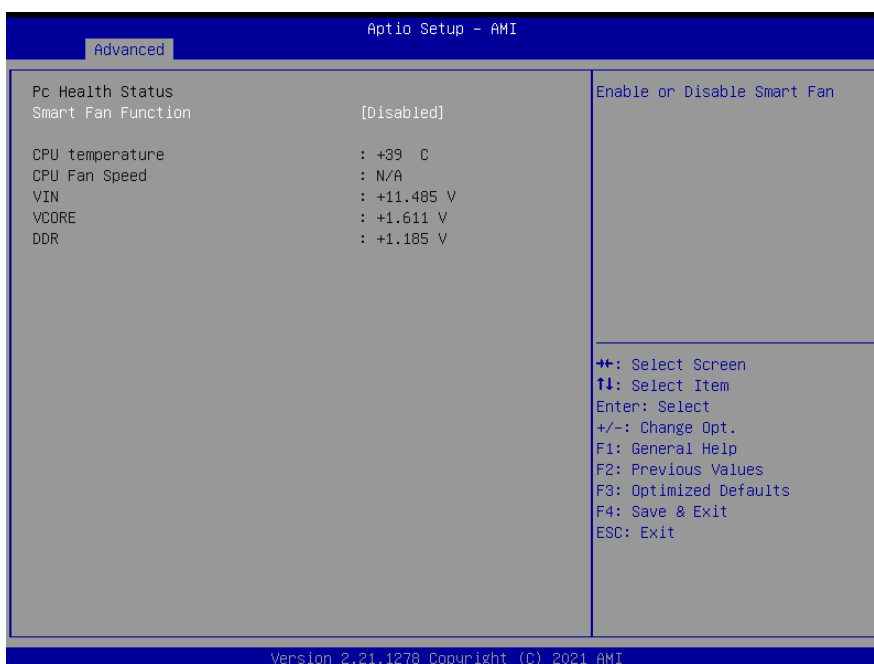 Aptio Setup - AMI
Advanced
Pc Health Status
Smart Fan Function [Disabled]
CPU temperature : +39 C
CPU Fan Speed : N/A
VIN : +11.485 V
VCORE : +1.611 V
DDR : +1.185 V
Enable or Disable Smart Fan
→←: Select Screen
↑↓: Select Item
Enter: Select
+/-: Change Opt.
F1: General Help
F2: Previous Values
F3: Optimized Defaults
F4: Save & Exit
ESC: Exit
Version 2.21.1278 Copyright (C) 2021 AMI